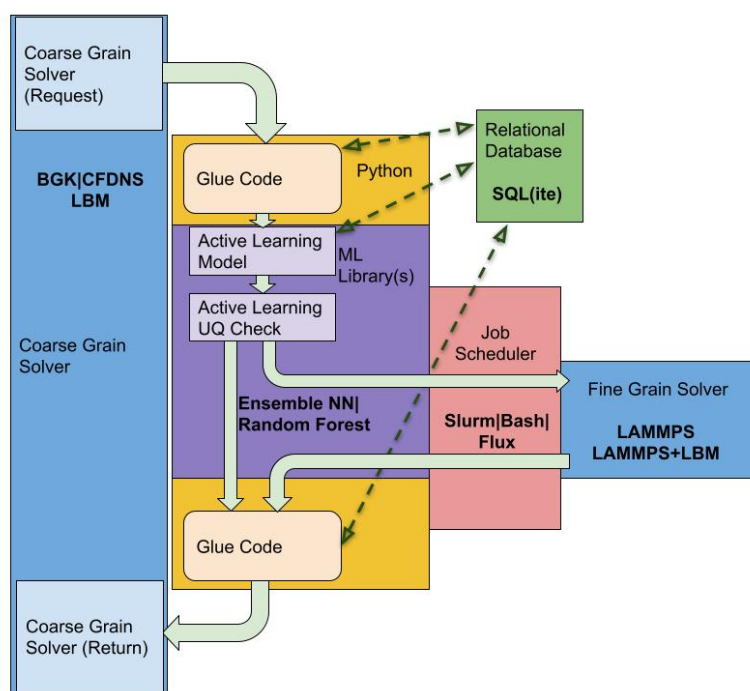 Coarse Grain
Solver
(Request)
BGK|CFDNS
LBM
Coarse Grain
Solver
Coarse Grain
Solver (Return)
Glue Code
Python
Active Learning
Model
ML
Library(s)
Active Learning
UQ Check
Ensemble NN|
Random Forest
Glue Code
Relational
Database
SQL(ite)
Job
Scheduler
Slurm|Bash|
Flux
Fine Grain Solver
LAMMPS
LAMMPS+LBM